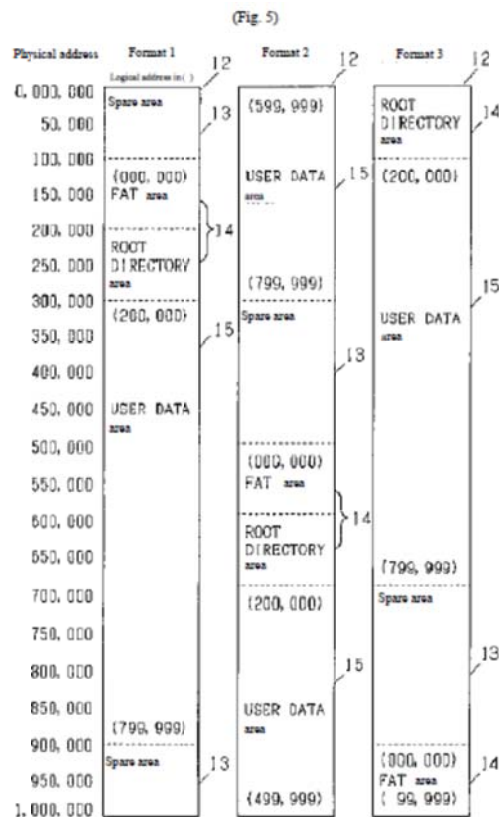 (Fig. 5)
Physical address
Format 1
Format 2
Format 3
Logical address in ( )
0,000,000
50,000
100,000
150,000
200,000
250,000
300,000
350,000
400,000
450,000
500,000
550,000
600,000
650,000
700,000
750,000
800,000
850,000
900,000
950,000
1,000,000
12
Spare area
13
(000,000)
FAT area
14
ROOT
DIRECTORY
area
(200,000)
15
USER DATA
area
(799,999)
Spare area
13
12
(599,999)
USER DATA
area
15
(799,999)
Spare area
13
(000,000)
FAT area
14
ROOT
DIRECTORY
area
(200,000)
15
USER DATA
area
(499,999)
12
ROOT
DIRECTORY
area
14
(200,000)
15
USER DATA
area
(799,999)
Spare area
13
(000,000)
FAT area
( 99,999)
14